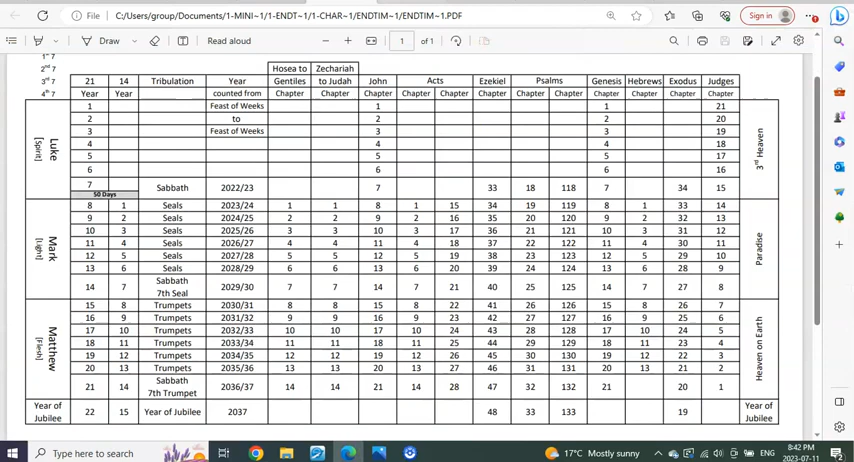 File C:/Users/group/Documents/1-MINI~1/1-ENDT~1/1-CHAR~1/ENDTIM~1/ENDTIM~1.PDF Sign in
Draw Read aloud 1 of 1
2nd 7 Hosea to Zechariah
3rd 7 21 14 Tribulation Year Gentiles to Judah John Acts Ezekiel Psalms Genesis Hebrews Exodus Judges
4th 7 Year Year counted from Chapter Chapter Chapter Chapter Chapter Chapter Chapter Chapter Chapter Chapter Chapter Chapter
1 Feast of Weeks 1 1 21
2 to 2 2 20
3 Feast of Weeks 3 3 19
4 4 4 18
5 5 5 17
6 6 6 16
7 Sabbath 2022/23 7 33 18 118 7 34 15
50 Days
Luke
[Spirit]
3rd Heaven
8 1 Seals 2023/24 1 1 8 1 15 34 19 119 8 1 33 14
9 2 Seals 2024/25 2 2 9 2 16 35 20 120 9 2 32 13
10 3 Seals 2025/26 3 3 10 3 17 36 21 121 10 3 31 12
11 4 Seals 2026/27 4 4 11 4 18 37 22 122 11 4 30 11
12 5 Seals 2027/28 5 5 12 5 19 38 23 123 12 5 29 10
13 6 Seals 2028/29 6 6 13 6 20 39 24 124 13 6 28 9
14 7 Sabbath 2029/30 7 7 14 7 21 40 25 125 14 7 27 8
7th Seal
Mark
[Light]
Paradise
15 8 Trumpets 2030/31 8 8 15 8 22 41 26 126 15 8 26 7
16 9 Trumpets 2031/32 9 9 16 9 23 42 27 127 16 9 25 6
17 10 Trumpets 2032/33 10 10 17 10 24 43 28 128 17 10 24 5
18 11 Trumpets 2033/34 11 11 18 11 25 44 29 129 18 11 23 4
19 12 Trumpets 2034/35 12 12 19 12 26 45 30 130 19 12 22 3
20 13 Trumpets 2035/36 13 13 20 13 27 46 31 131 20 13 21 2
21 14 Sabbath 2036/37 14 14 21 14 28 47 32 132 21 20 1
7th Trumpet
Matthew
[Flesh]
Heaven on Earth
Year of Jubilee 22 15 Year of Jubilee 2037 48 33 133 19 Year of Jubilee
Type here to search 17°C Mostly sunny ENG 8:42 PM
2023-07-11